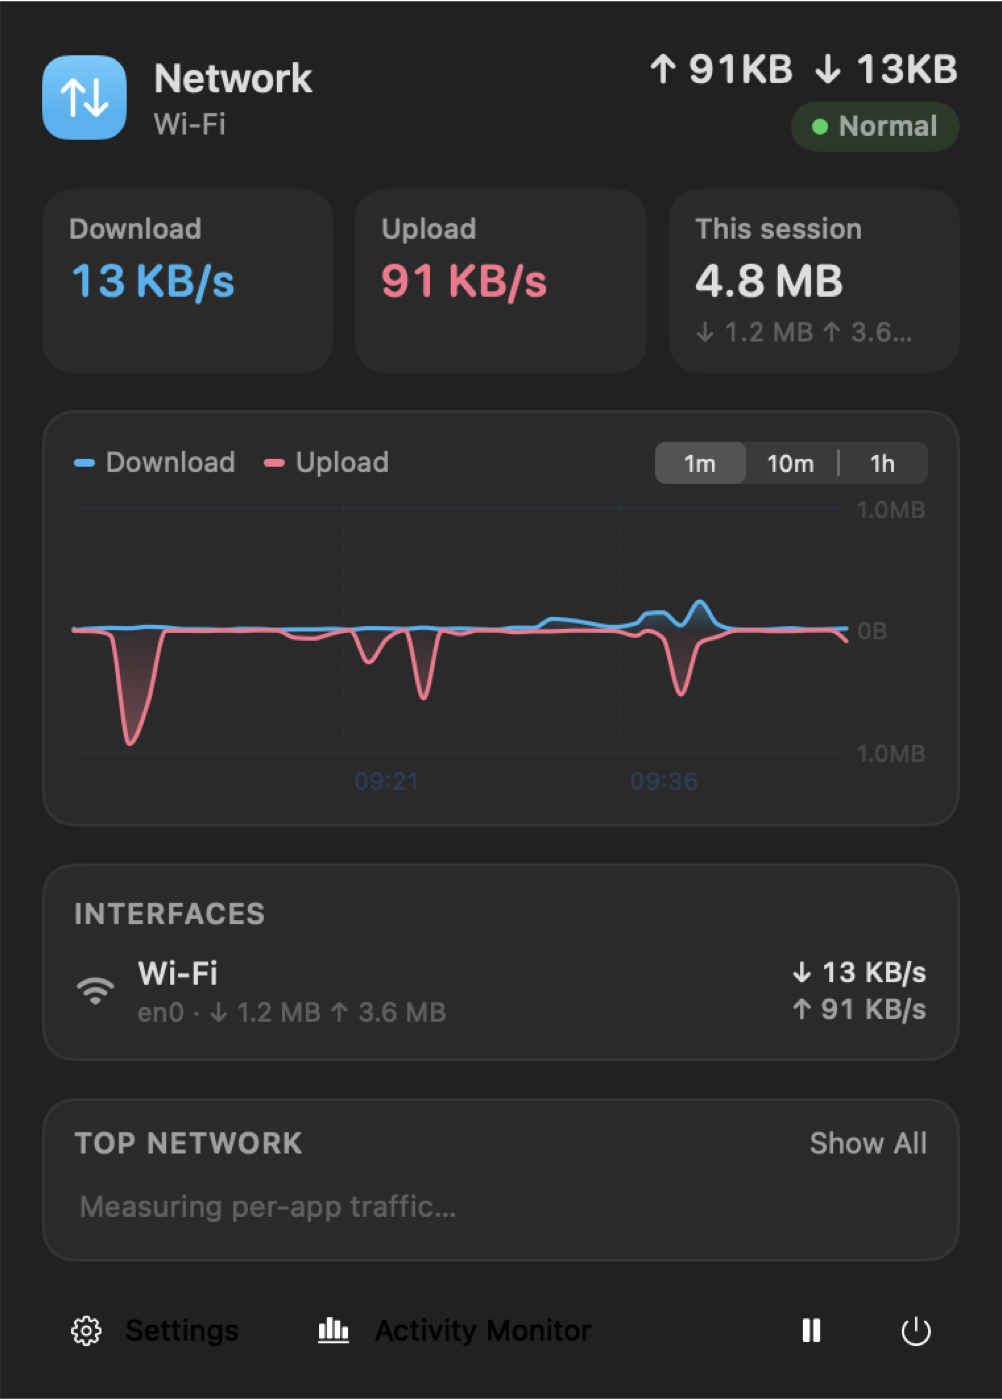 Network
Wi-Fi
↑ 91KB ↓ 13KB
Normal
Download
13 KB/s
Upload
91 KB/s
This session
4.8 MB
↓ 1.2 MB ↑ 3.6...
Download Upload
1m 10m 1h
1.0MB
0B
1.0MB
09:21 09:36
INTERFACES
Wi-Fi
en0 · ↓ 1.2 MB ↑ 3.6 MB
↓ 13 KB/s
↑ 91 KB/s
TOP NETWORK
Show All
Measuring per-app traffic...
Settings Activity Monitor